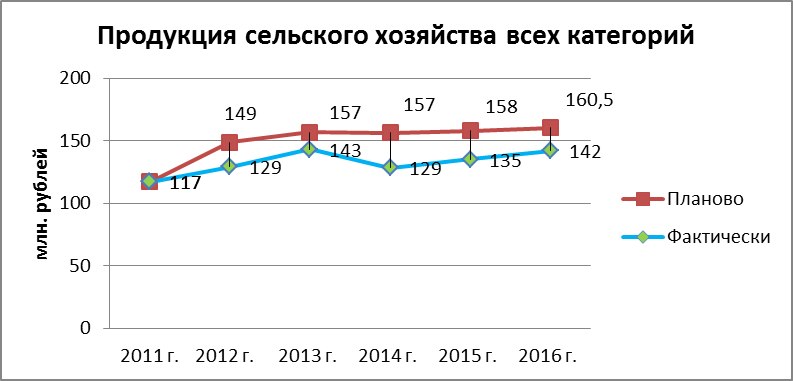 Продукция сельского хозяйства всех категорий
млн. рублей
200
150
100
50
0
149
157
157
158
160,5
117
129
143
129
135
142
2011 г.
2012 г.
2013 г.
2014 г.
2015 г.
2016 г.
Планово
Фактически